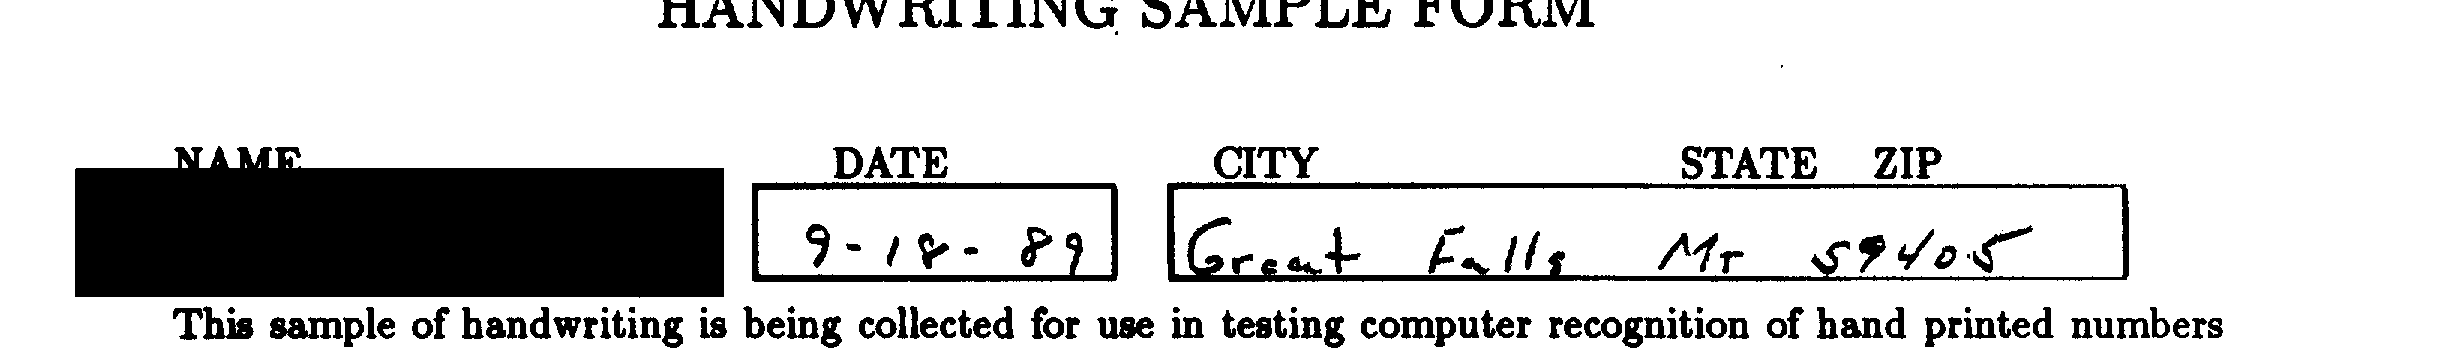 HANDWRITING SAMPLE FORM
NAME DATE CITY STATE ZIP
9-18-89 Great Falls MT 59405
This sample of handwriting is being collected for use in testing computer recognition of hand printed numbers